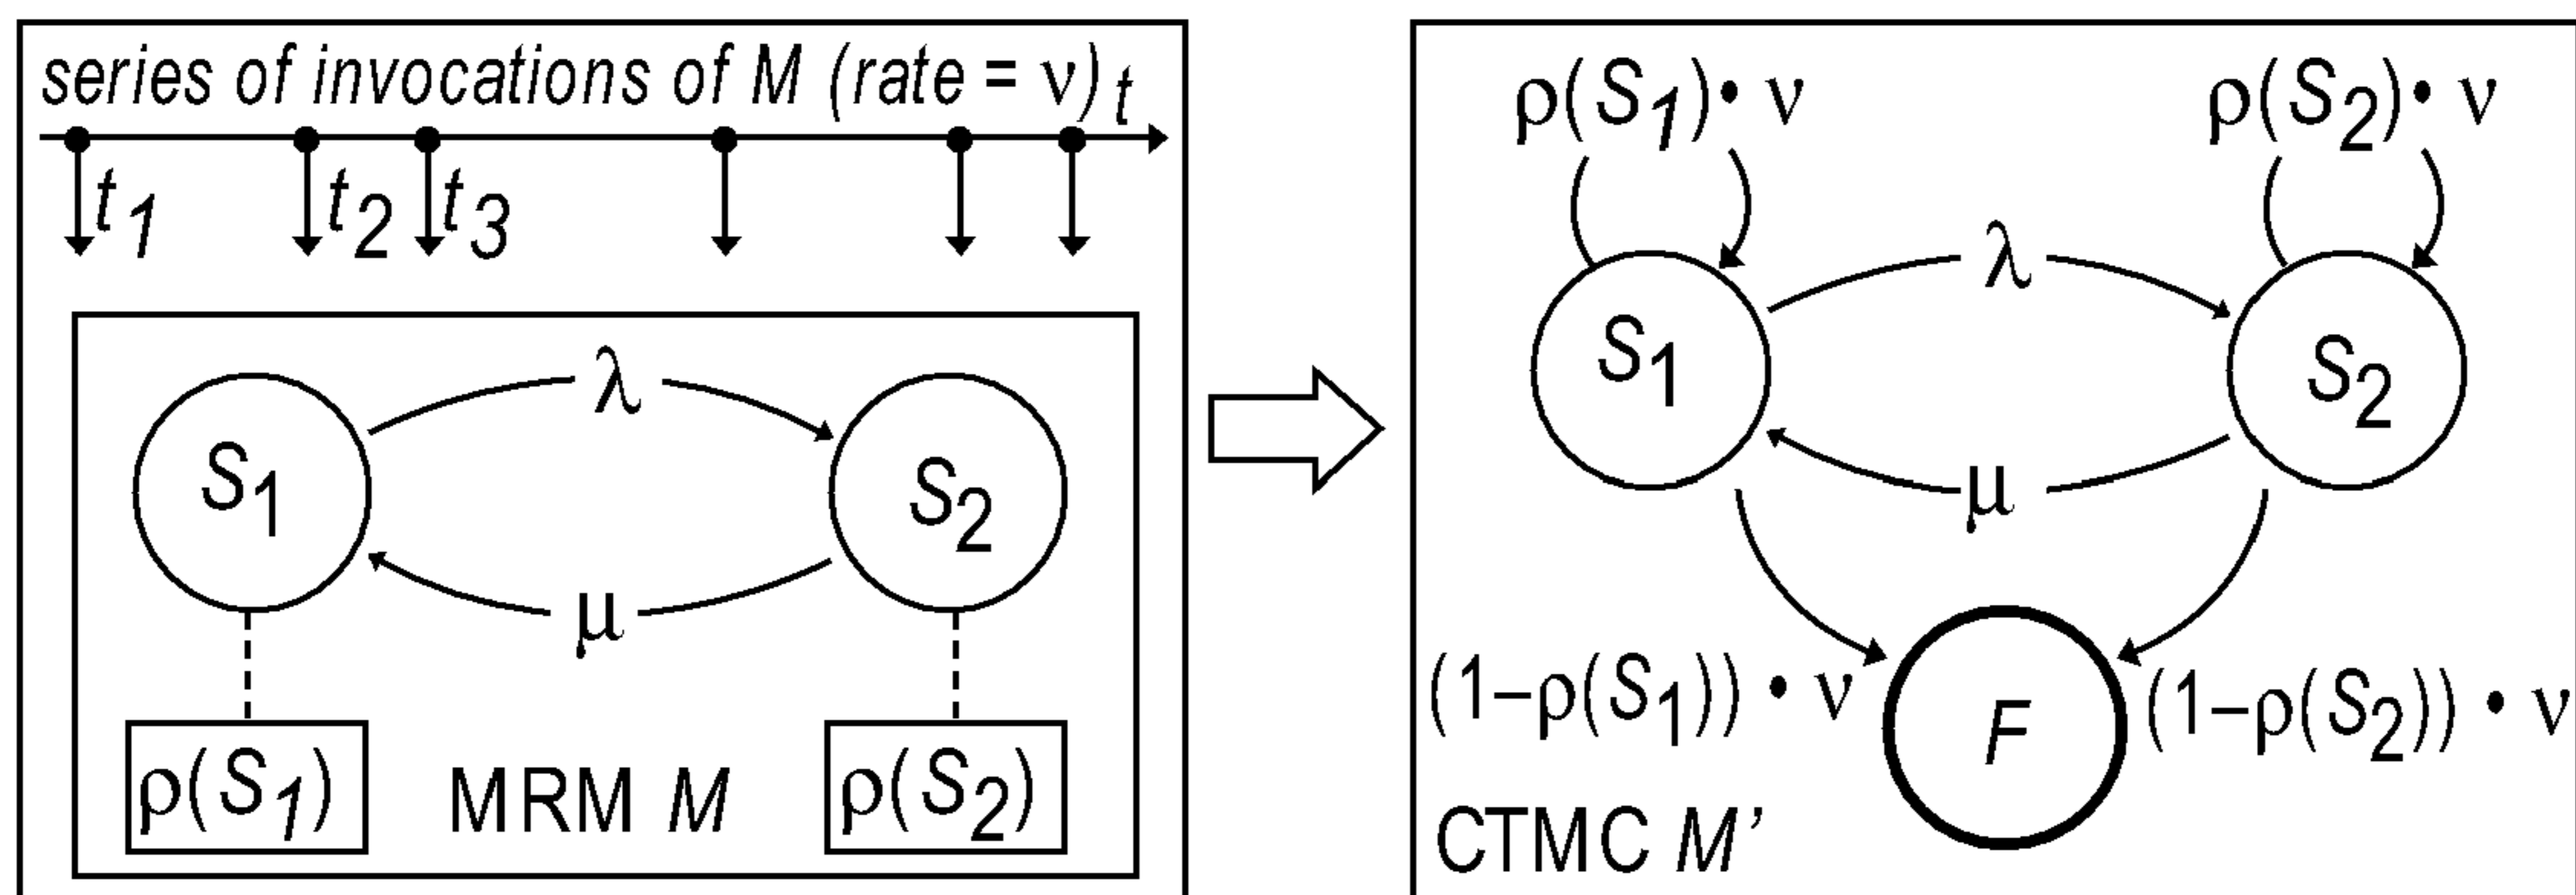 series of invocations of M (rate = ν) t
t1 t2 t3
λ
S1 S2
μ
ρ(S1) MRM M ρ(S2)
ρ(S1)• ν ρ(S2)• ν
λ
S1 S2
μ
(1–ρ(S1)) • ν F (1–ρ(S2)) • ν
CTMC M’